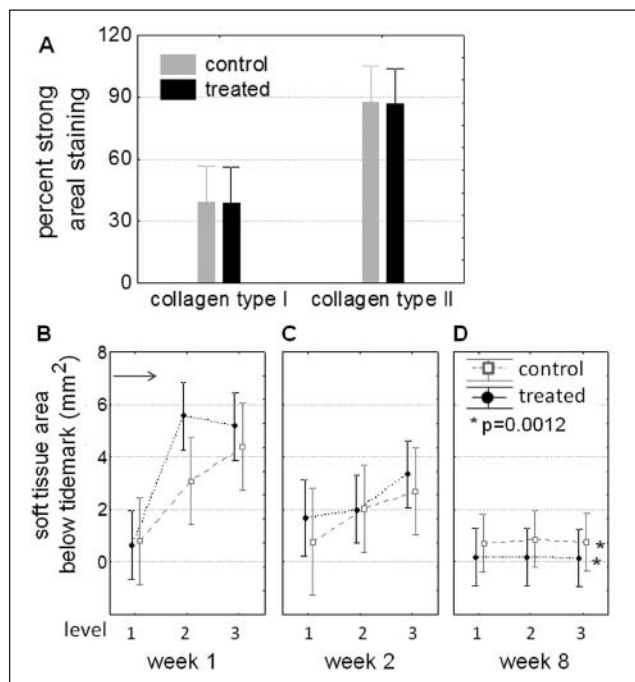 A
120
90
60
30
0
percent strong
areal staining
control
treated
collagen type I
collagen type II
B
C
D
8
6
4
2
0
soft tissue area
below tidemark (mm²)
control
treated
* p=0.0012
*
*
level
1 2 3
1 2 3
1 2 3
week 1
week 2
week 8